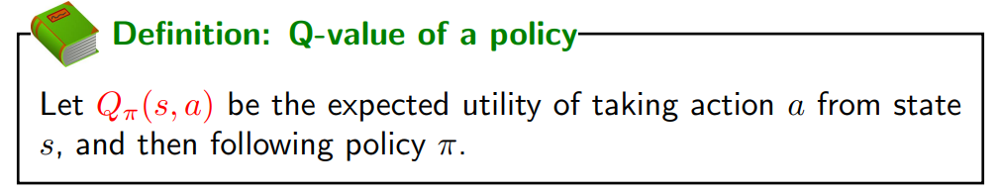 Definition: Q-value of a policy
Let Qπ(s, a) be the expected utility of taking action a from state
s, and then following policy π.